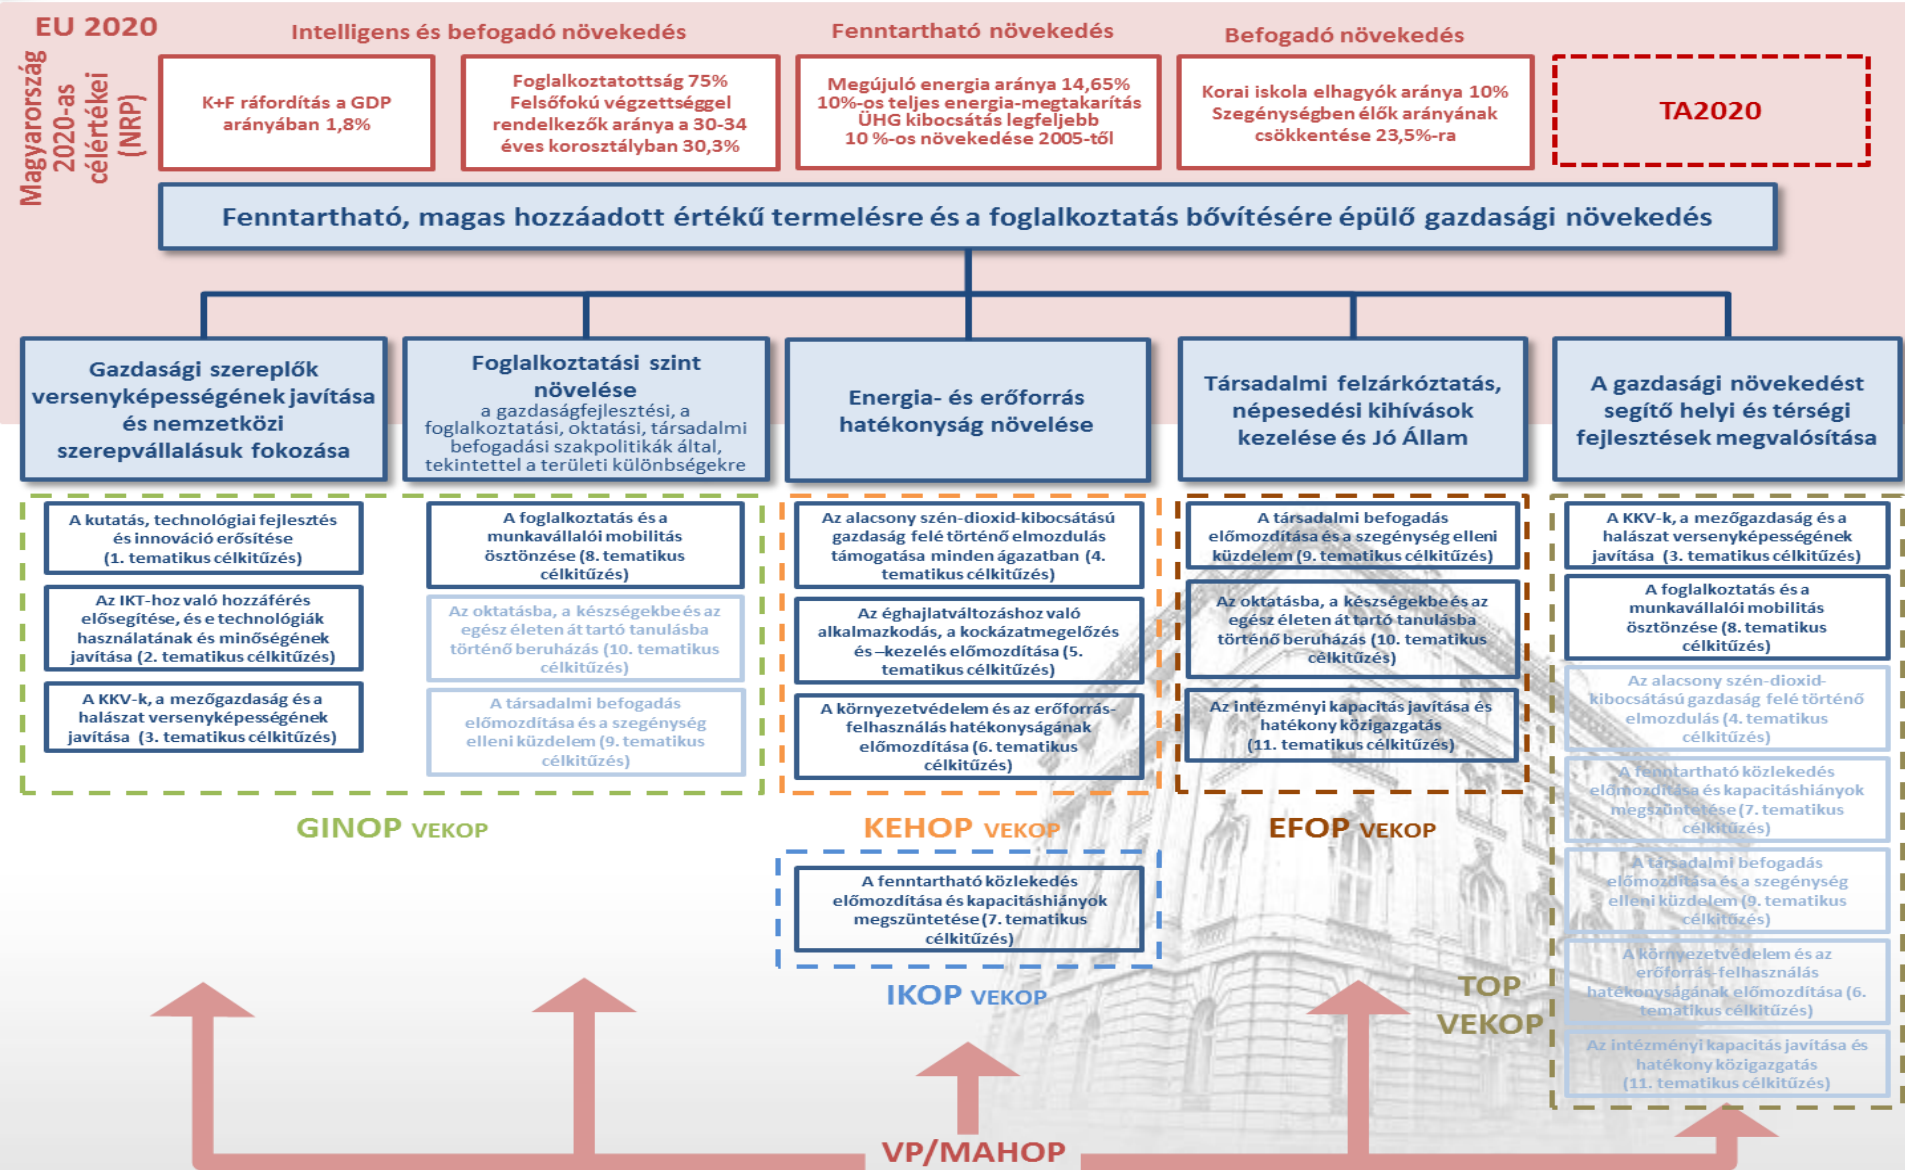 EU 2020
Magyarország
2020-as
célértékei
(NRP)
Intelligens és befogadó növekedés
Fenntartható növekedés
Befogadó növekedés
K+F ráfordítás a GDP
arányában 1,8%
Foglalkoztatottság 75%
Felsőfokú végzettséggel
rendelkezők aránya a 30-34
éves korosztályban 30,3%
Megújuló energia aránya 14,65%
10%-os teljes energia-megtakarítás
ÜHG kibocsátás legfeljebb
10 %-os növekedése 2005-től
Korai iskola elhagyók aránya 10%
Szegénységben élők arányának
csökkentése 23,5%-ra
TA2020
Fenntartható, magas hozzáadott értékű termelésre és a foglalkoztatás bővítésére épülő gazdasági növekedés
Gazdasági szereplők
versenyképességének javítása
és nemzetközi
szerepvállalásuk fokozása
Foglalkoztatási szint
növelése
a gazdaságfejlesztési, a
foglalkoztatási, oktatási, társadalmi
befogadási szakpolitikák által,
tekintettel a területi különbségekre
Energia- és erőforrás
hatékonyság növelése
Társadalmi felzárkóztatás,
népesedési kihívások
kezelése és Jó Állam
A gazdasági növekedést
segítő helyi és térségi
fejlesztések megvalósítása
A kutatás, technológiai fejlesztés
és innováció erősítése
(1. tematikus célkitűzés)
Az IKT-hoz való hozzáférés
elősegítése, és e technológiák
használatának és minőségének
javítása (2. tematikus célkitűzés)
A KKV-k, a mezőgazdaság és a
halászat versenyképességének
javítása (3. tematikus célkitűzés)
A foglalkoztatás és a
munkavállalói mobilitás
ösztönzése (8. tematikus
célkitűzés)
Az oktatásba, a készségekbe és az
egész életen át tartó tanulásba
történő beruházás (10. tematikus
célkitűzés)
A társadalmi befogadás
előmozdítása és a szegénység
elleni küzdelem (9. tematikus
célkitűzés)
GINOP VEKOP
Az alacsony szén-dioxid-kibocsátású
gazdaság felé történő elmozdulás
támogatása minden ágazatban (4.
tematikus célkitűzés)
Az éghajlatváltozáshoz való
alkalmazkodás, a kockázatmegelőzés
és –kezelés előmozdítása (5.
tematikus célkitűzés)
A környezetvédelem és az erőforrás-
felhasználás hatékonyságának
előmozdítása (6. tematikus
célkitűzés)
KEHOP VEKOP
A fenntartható közlekedés
előmozdítása és kapacitáshiányok
megszüntetése (7. tematikus
célkitűzés)
IKOP VEKOP
A társadalmi befogadás
előmozdítása és a szegénység elleni
küzdelem (9. tematikus célkitűzés)
Az oktatásba, a készségekbe és az
egész életen át tartó tanulásba
történő beruházás (10. tematikus
célkitűzés)
Az intézményi kapacitás javítása és
hatékony közigazgatás
(11. tematikus célkitűzés)
EFOP VEKOP
A KKV-k, a mezőgazdaság és a
halászat versenyképességének
javítása (3. tematikus célkitűzés)
A foglalkoztatás és a
munkavállalói mobilitás
ösztönzése (8. tematikus
célkitűzés)
Az alacsony szén-dioxid-
kibocsátású gazdaság felé történő
elmozdulás (4. tematikus
célkitűzés)
A fenntartható közlekedés
előmozdítása és kapacitáshiányok
megszüntetése (7. tematikus
célkitűzés)
A társadalmi befogadás
előmozdítása és a szegénység
elleni küzdelem (9. tematikus
célkitűzés)
A környezetvédelem és az
erőforrás-felhasználás
hatékonyságának előmozdítása (6.
tematikus célkitűzés)
Az intézményi kapacitás javítása és
hatékony közigazgatás
(11. tematikus célkitűzés)
TOP
VEKOP
VP/MAHOP